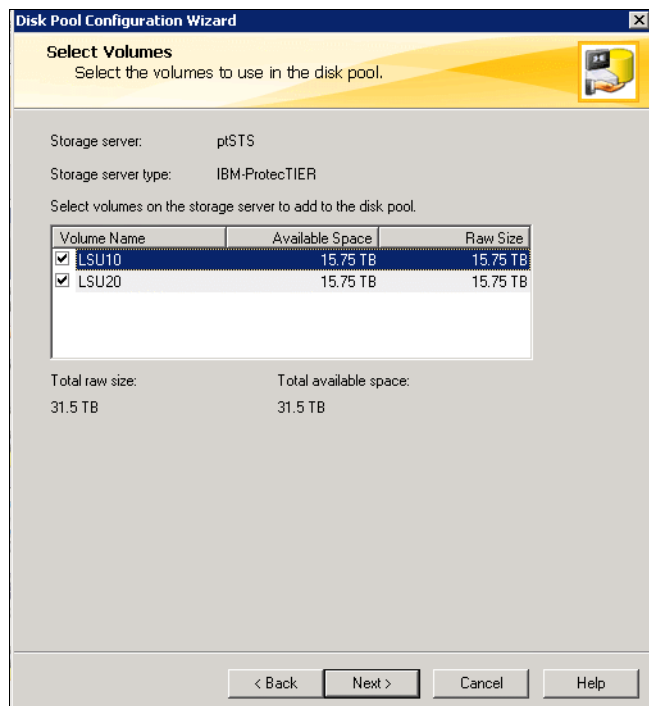 Disk Pool Configuration Wizard
Select Volumes
Select the volumes to use in the disk pool.
Storage server: ptSTS
Storage server type: IBM-ProtecTIER
Select volumes on the storage server to add to the disk pool.
Volume Name Available Space Raw Size
LSU10 15.75 TB 15.75 TB
LSU20 15.75 TB 15.75 TB
Total raw size: Total available space:
31.5 TB 31.5 TB
< Back Next > Cancel Help